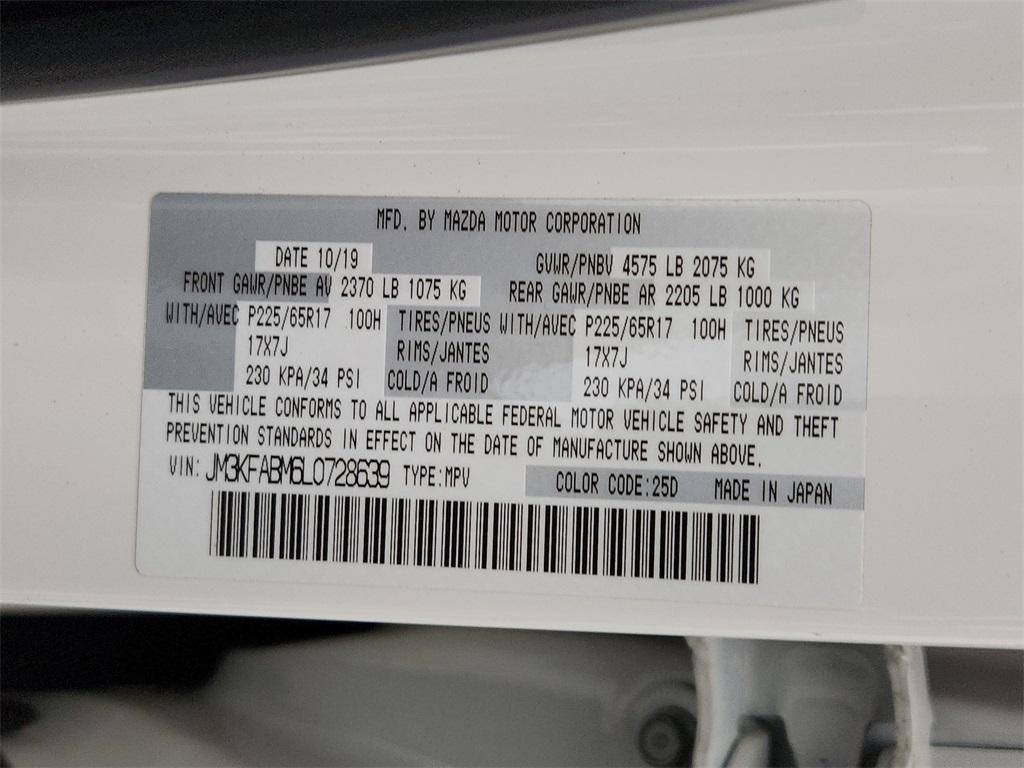 MFD. BY MAZDA MOTOR CORPORATION
DATE 10/19 GVWR/PNBV 4575 LB 2075 KG
FRONT GAWR/PNBE AV 2370 LB 1075 KG REAR GAWR/PNBE AR 2205 LB 1000 KG
WITH/AVEC P225/65R17 100H TIRES/PNEUS WITH/AVEC P225/65R17 100H TIRES/PNEUS
17X7J RIMS/JANTES 17X7J RIMS/JANTES
230 KPA/34 PSI COLD/A FROID 230 KPA/34 PSI COLD/A FROID
THIS VEHICLE CONFORMS TO ALL APPLICABLE FEDERAL MOTOR VEHICLE SAFETY AND THEFT
PREVENTION STANDARDS IN EFFECT ON THE DATE OF MANUFACTURE SHOWN ABOVE.
VIN: JM3KFABM6L0728639 TYPE:MPV COLOR CODE:25D MADE IN JAPAN